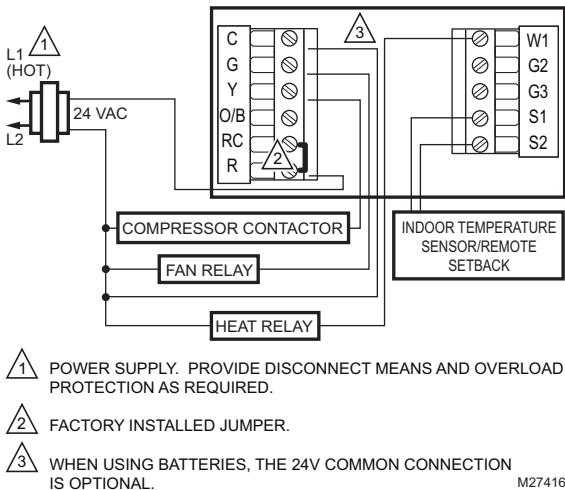 L1
(HOT)
1
L2
24 VAC
3
C
G
Y
O/B
RC
R
2
W1
G2
G3
S1
S2
COMPRESSOR CONTACTOR
FAN RELAY
HEAT RELAY
INDOOR TEMPERATURE
SENSOR/REMOTE
SETBACK
1 POWER SUPPLY. PROVIDE DISCONNECT MEANS AND OVERLOAD
PROTECTION AS REQUIRED.
2 FACTORY INSTALLED JUMPER.
3 WHEN USING BATTERIES, THE 24V COMMON CONNECTION
IS OPTIONAL.
M27416